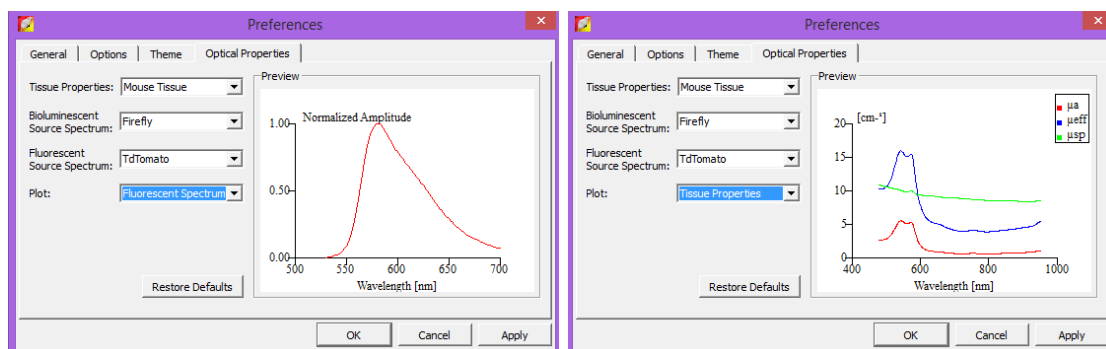 Preferences
General Options Theme Optical Properties
Tissue Properties: Mouse Tissue
Bioluminescent
Source Spectrum: Firefly
Fluorescent
Source Spectrum: TdTomato
Plot: Fluorescent Spectrum
Restore Defaults
Preview
Normalized Amplitude
1.00
0.50
0.00
500 550 600 650 700
Wavelength [nm]
OK Cancel Apply
Preferences
General Options Theme Optical Properties
Tissue Properties: Mouse Tissue
Bioluminescent
Source Spectrum: Firefly
Fluorescent
Source Spectrum: TdTomato
Plot: Tissue Properties
Restore Defaults
Preview
µa
µeff
µsp
[cm-¹]
20
15
10
5
0
400 600 800 1000
Wavelength [nm]
OK Cancel Apply